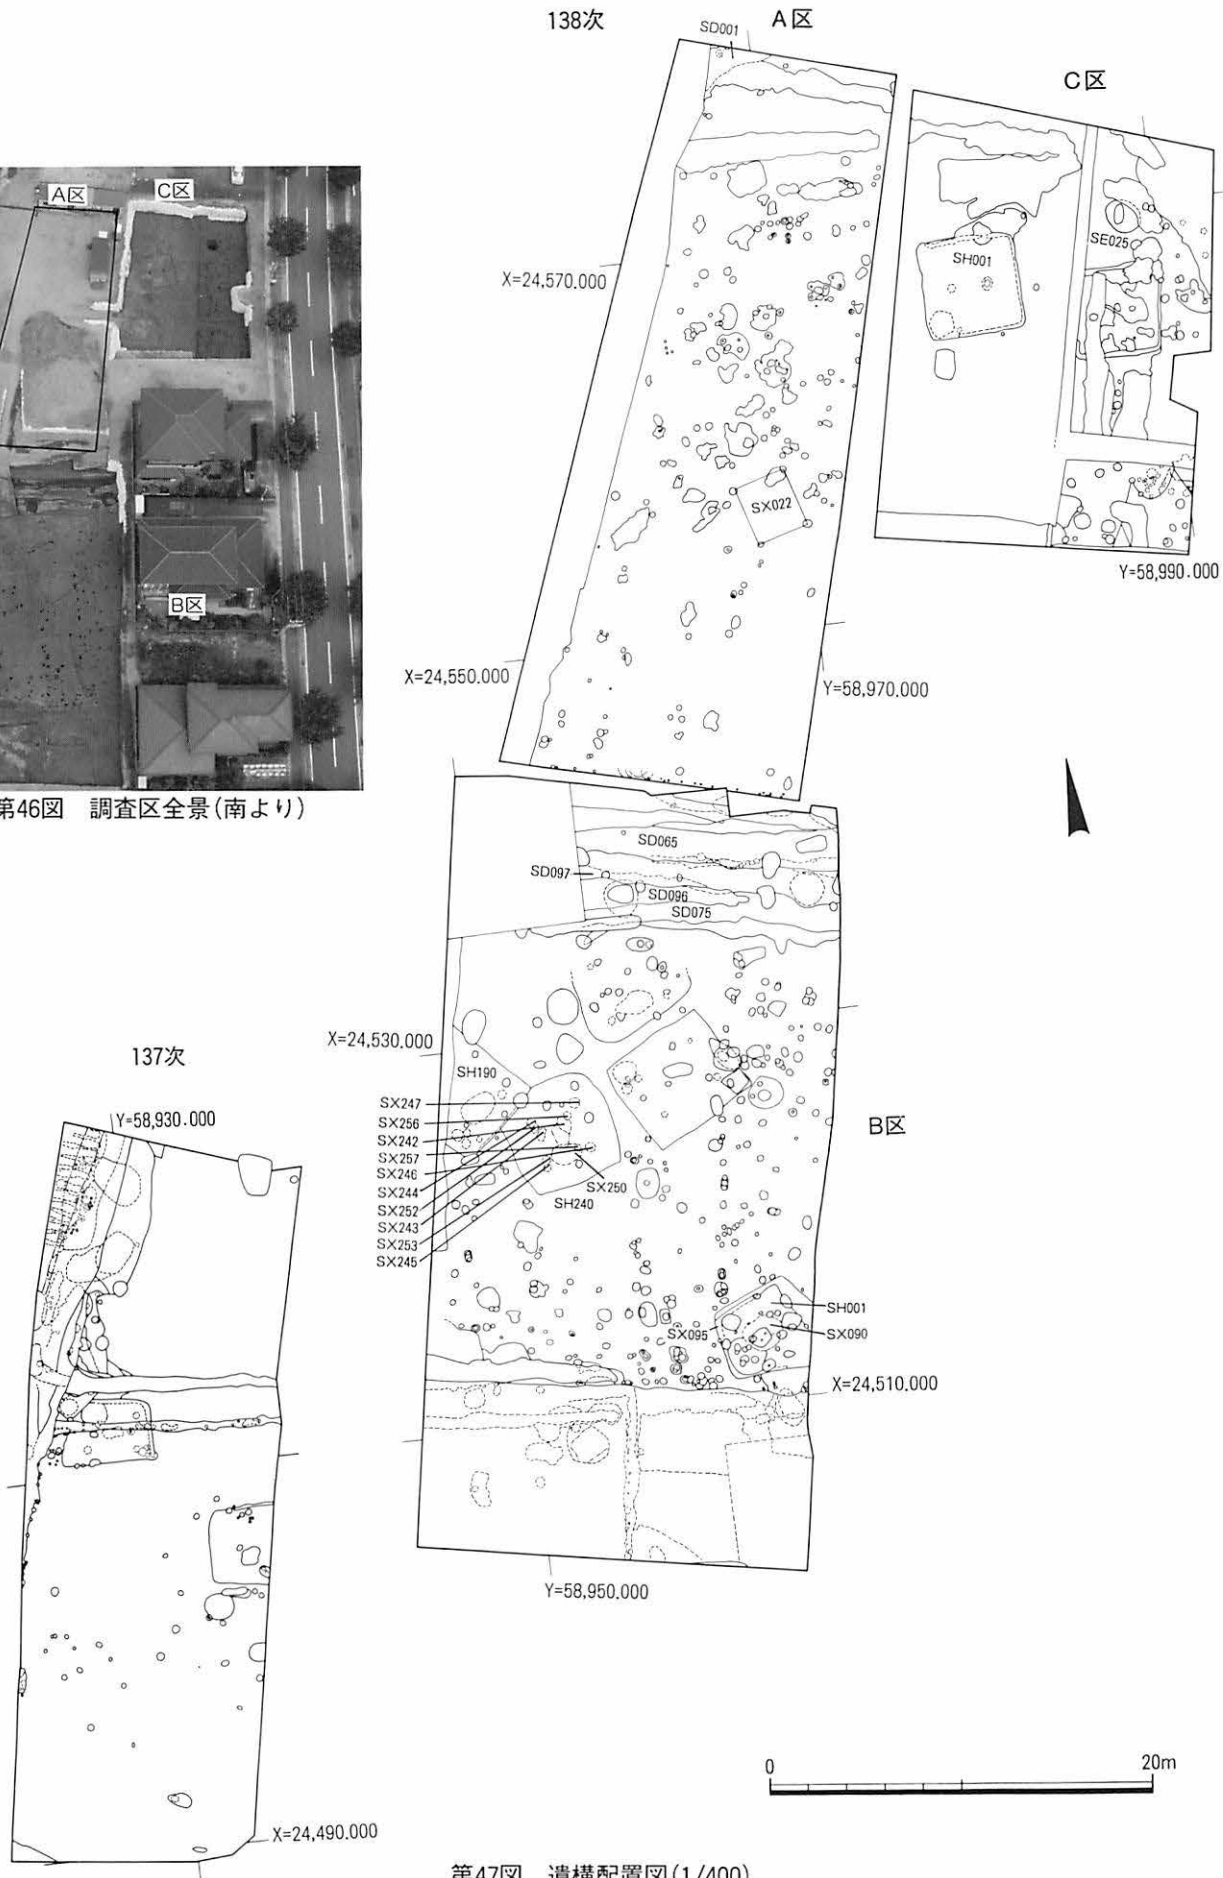 138次
A区
SD001
C区
A区
C区
SH001
SE025
X=24,570.000
SX022
B区
Y=58,990.000
X=24,550.000
Y=58,970.000
第46図 調査区全景(南より)
SD065
SD097
SD096
SD075
X=24,530.000
137次
SH190
Y=58,930.000
SX247
SX256
SX242
SX257
SX246
SX244
SX252
SX243
SX253
SX245
SX250
SH240
B区
SH001
SX095
SX090
X=24,510.000
Y=58,950.000
0
20m
X=24,490.000
第47図 遺構配置図(1/400)